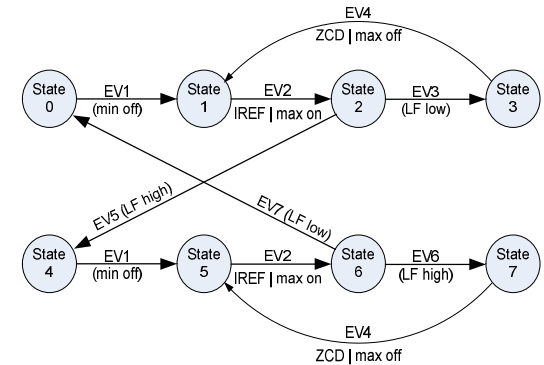 EV4
ZCD | max off
State
0
EV1
(min off)
State
1
EV2
IREF | max on
State
2
EV3
(LF low)
State
3
EV5 (LF high)
EV7 (LF low)
State
4
EV1
(min off)
State
5
EV2
IREF | max on
State
6
EV6
(LF high)
State
7
EV4
ZCD | max off